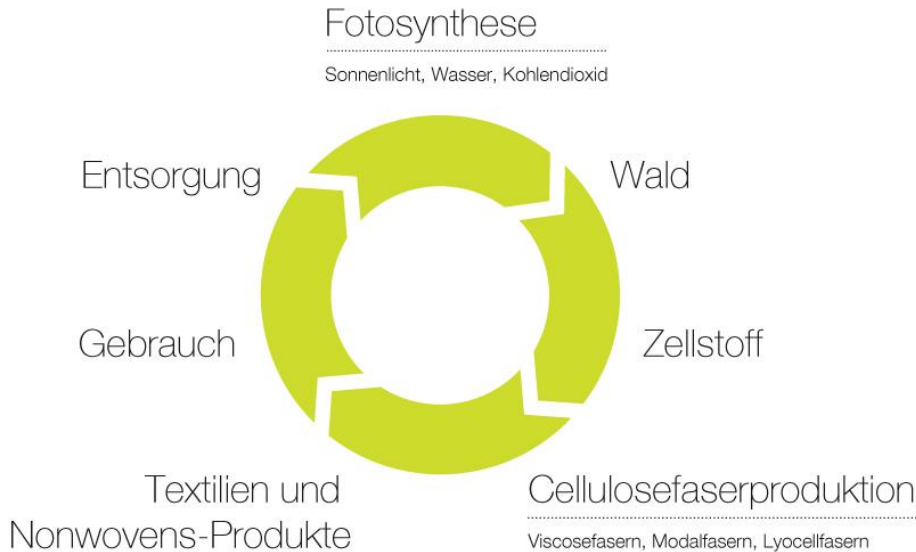 Fotosynthese
Sonnenlicht, Wasser, Kohlendioxid
Entsorgung
Wald
Gebrauch
Zellstoff
Textilien und
Nonwovens-Produkte
Cellulosefaserproduktion
Viscosefasern, Modalfasern, Lyocellfasern